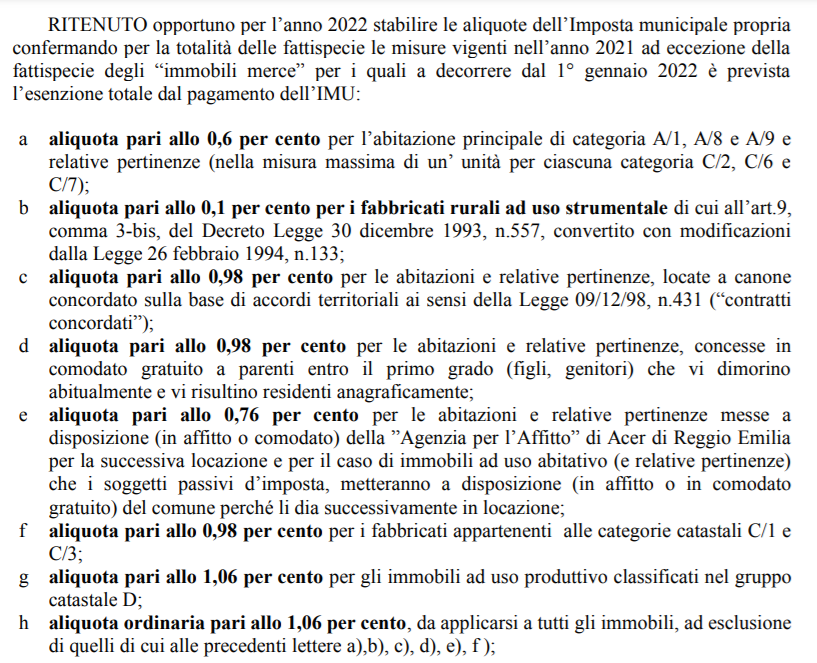 RITENUTO opportuno per l’anno 2022 stabilire le aliquote dell’Imposta municipale propria
confermando per la totalità delle fattispecie le misure vigenti nell’anno 2021 ad eccezione della
fattispecie degli “immobili merce” per i quali a decorrere dal 1° gennaio 2022 è prevista
l’esenzione totale dal pagamento dell’IMU:
a aliquota pari allo 0,6 per cento per l’abitazione principale di categoria A/1, A/8 e A/9 e
relative pertinenze (nella misura massima di un’ unità per ciascuna categoria C/2, C/6 e
C/7);
b aliquota pari allo 0,1 per cento per i fabbricati rurali ad uso strumentale di cui all’art.9,
comma 3-bis, del Decreto Legge 30 dicembre 1993, n.557, convertito con modificazioni
dalla Legge 26 febbraio 1994, n.133;
c aliquota pari allo 0,98 per cento per le abitazioni e relative pertinenze, locate a canone
concordato sulla base di accordi territoriali ai sensi della Legge 09/12/98, n.431 (“contratti
concordati”);
d aliquota pari allo 0,98 per cento per le abitazioni e relative pertinenze, concesse in
comodato gratuito a parenti entro il primo grado (figli, genitori) che vi dimorino
abitualmente e vi risultino residenti anagraficamente;
e aliquota pari allo 0,76 per cento per le abitazioni e relative pertinenze messe a
disposizione (in affitto o comodato) della ”Agenzia per l’Affitto” di Acer di Reggio Emilia
per la successiva locazione e per il caso di immobili ad uso abitativo (e relative pertinenze)
che i soggetti passivi d’imposta, metteranno a disposizione (in affitto o in comodato
gratuito) del comune perché li dia successivamente in locazione;
f aliquota pari allo 0,98 per cento per i fabbricati appartenenti alle categorie catastali C/1 e
C/3;
g aliquota pari allo 1,06 per cento per gli immobili ad uso produttivo classificati nel gruppo
catastale D;
h aliquota ordinaria pari allo 1,06 per cento, da applicarsi a tutti gli immobili, ad esclusione
di quelli di cui alle precedenti lettere a),b), c), d), e), f );